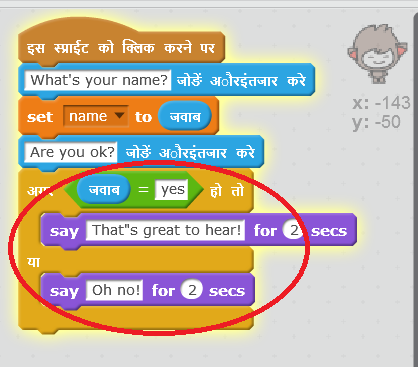 इस स्प्राईट को क्लिक करने पर
What's your name? जोङें अौरइंतजार करे
set name to जवाब
Are you ok? जोङें अौरइंतजार करे
अगर जवाब = yes हो तो
say That"s great to hear! for 2 secs
या
say Oh no! for 2 secs
x: -143
y: -50